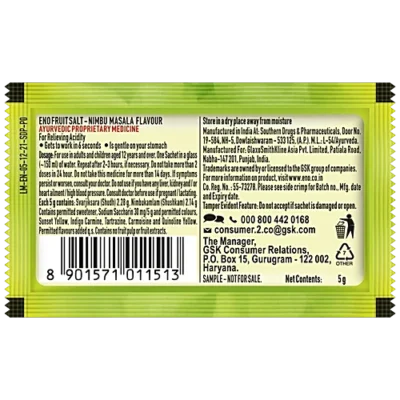 LM-EH-05-12-21-SOP-PO
ENO FRUIT SALT - NIMBU MASALA FLAVOUR
AYURVEDIC PROPRIETARY MEDICINE
For Relieving Acidity
• Gets to work in 6 seconds • Is gentle on your stomach
Dosage: For use in adults and children aged 12 years and over. One Sachet in a glass
(~150 ml) of water. Repeat after 2-3 hours, if necessary. Do not take more than 2
doses in 24 hour. Do not take this medicine for more than 14 days. If symptoms
persist or worsen, consult your doctor. Do not use if you have any liver, kidney and / or
heart ailment / high blood pressure. Consult your doctor before use during pregnancy.
Each 5 g contains: Svarjiksara (Shudh) 2.28 g, Nimbukamlam (Shushkam) 2.14 g
Contains permitted sweetener, Sodium Saccharin 30 mg/5 g and permitted colours,
Sunset Yellow, Indigo Carmine, Tartrazine, Carmoisine and Quinoline Yellow.
Permitted flavour added q.s. Contains no fruit pulp or fruit extracts.
8 901571 011513
Store in a dry place away from moisture
Manufactured in India At: Southern Drugs & Pharmaceuticals, Door No.
19-584, NH-5, Dowlaishwaram - 533 125, (A.P.) M.L.: L-54/Ayurveda.
Manufactured for: GlaxoSmithKline Asia Pvt. Limited, Patiala Road,
Nabha-147 201, Punjab, India.
Trademarks are owned by or licensed to the GSK group of companies.
For more information on product, visit: www.eno.co.in
Co. Reg. No.: 55-7327B. Please see side crimp for Batch no., Mfg. date
and Expiry date.
Tamper Evident Feature: Do not accept if sachet is damaged or open.
000 800 442 0168
consumer.2.co@gsk.com
The Manager,
GSK Consumer Relations,
P.O. Box 15, Gurugram - 122 002,
Haryana.
OTHER
SAMPLE - NOT FOR SALE. Net Contents: 5 g